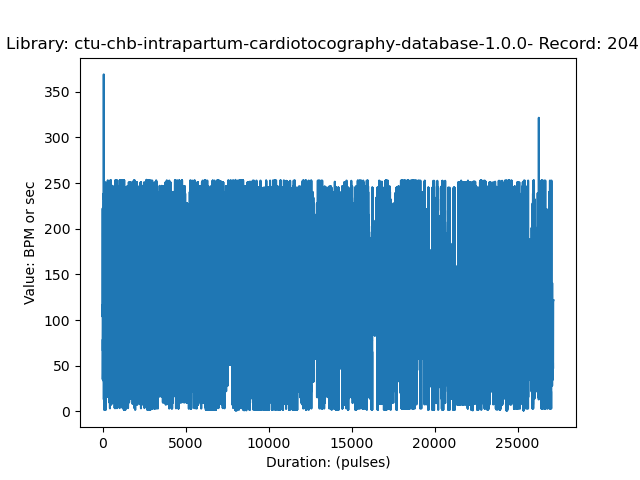 Library: ctu-chb-intrapartum-cardiotocography-database-1.0.0- Record: 204
350
300
250
200
150
100
50
0
Value: BPM or sec
0 5000 10000 15000 20000 25000
Duration: (pulses)